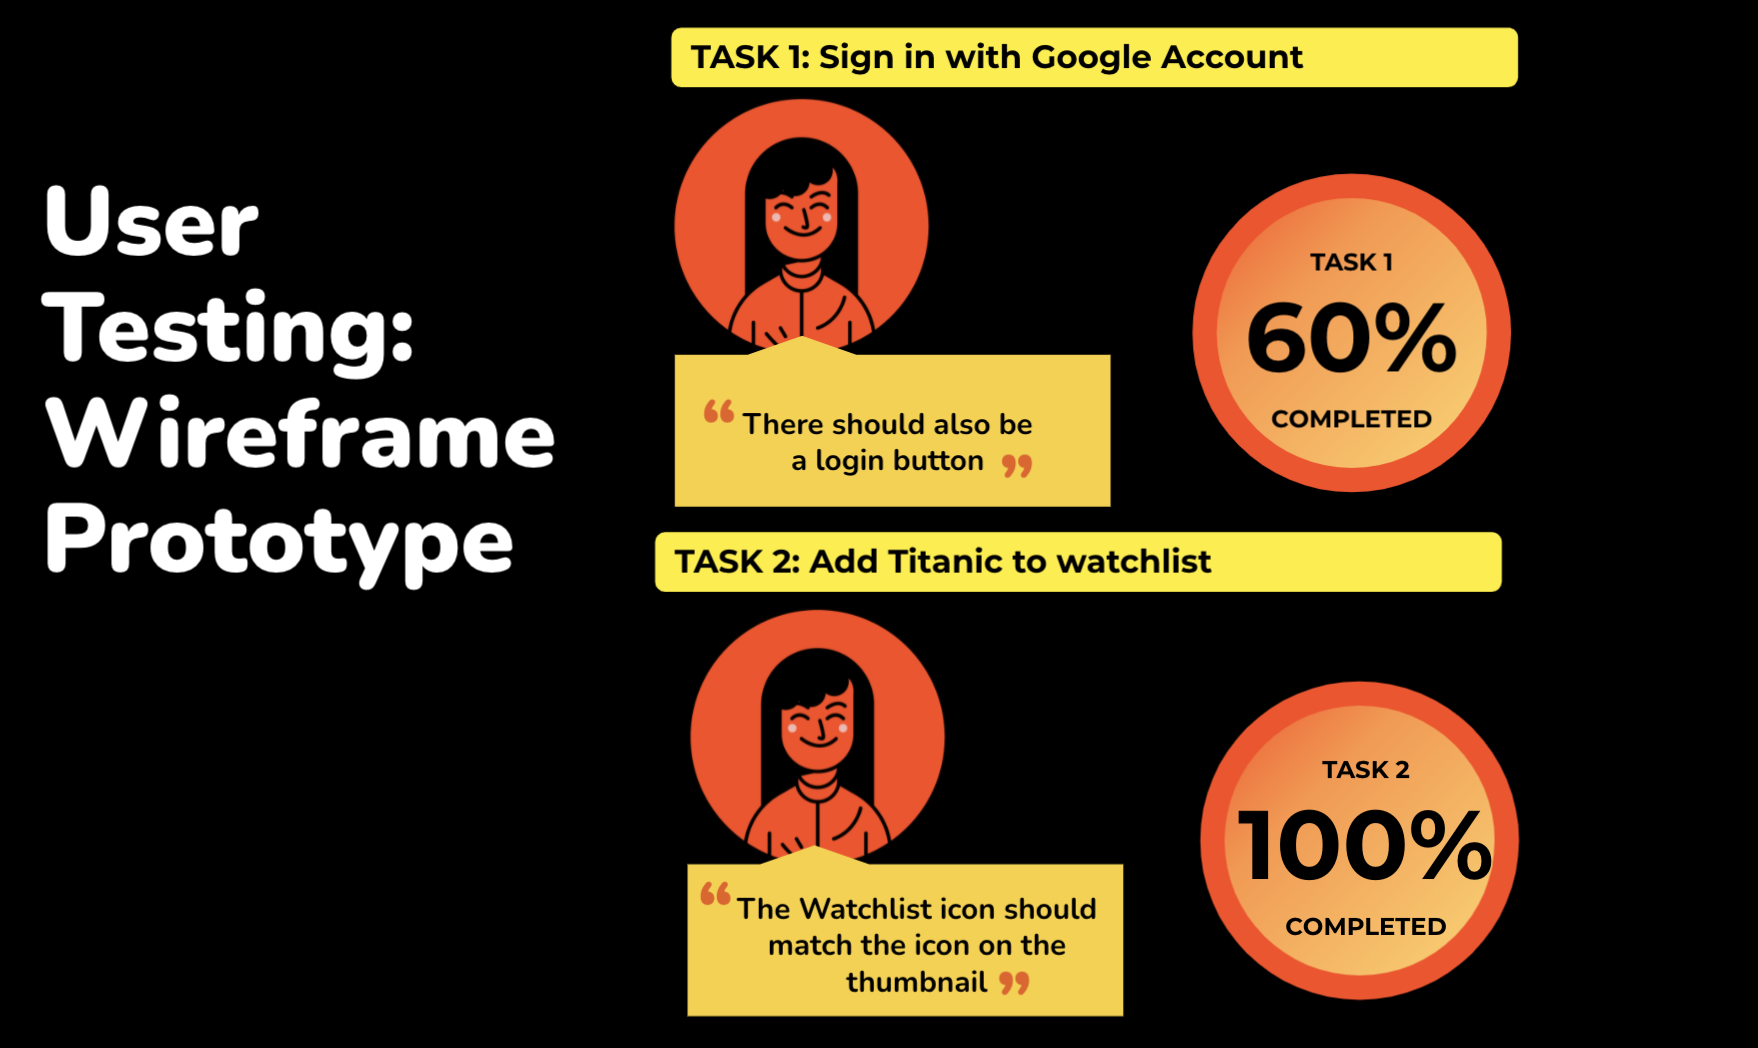 User
Testing:
Wireframe
Prototype
TASK 1: Sign in with Google Account
“ There should also be
a login button ”
TASK 1
60%
COMPLETED
TASK 2: Add Titanic to watchlist
“ The Watchlist icon should
match the icon on the
thumbnail ”
TASK 2
100%
COMPLETED